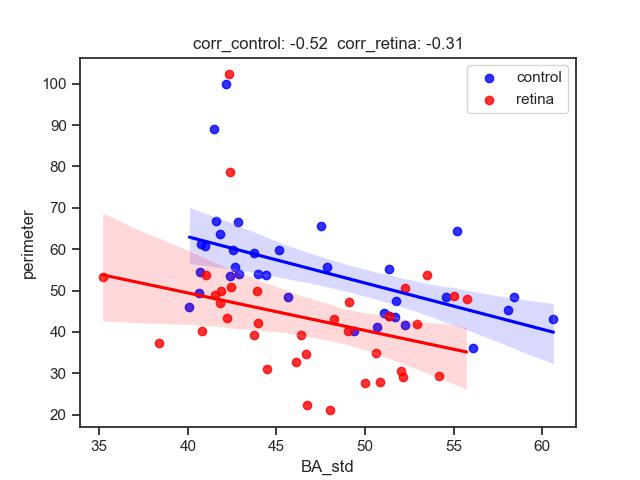 corr_control: -0.52  corr_retina: -0.31
control
retina
100
90
80
70
60
50
40
30
20
perimeter
35 40 45 50 55 60
BA_std